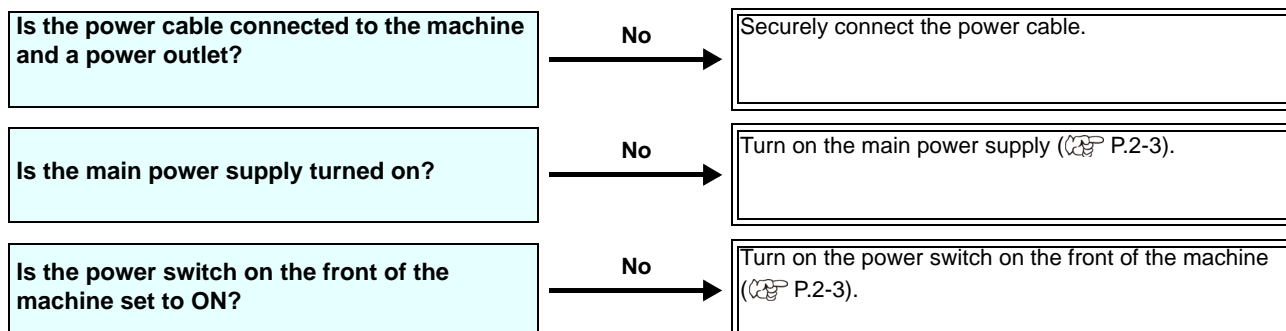 Is the power cable connected to the machine
and a power outlet?
No
Securely connect the power cable.
Is the main power supply turned on?
No
Turn on the main power supply (P.2-3).
Is the power switch on the front of the
machine set to ON?
No
Turn on the power switch on the front of the machine
(P.2-3).